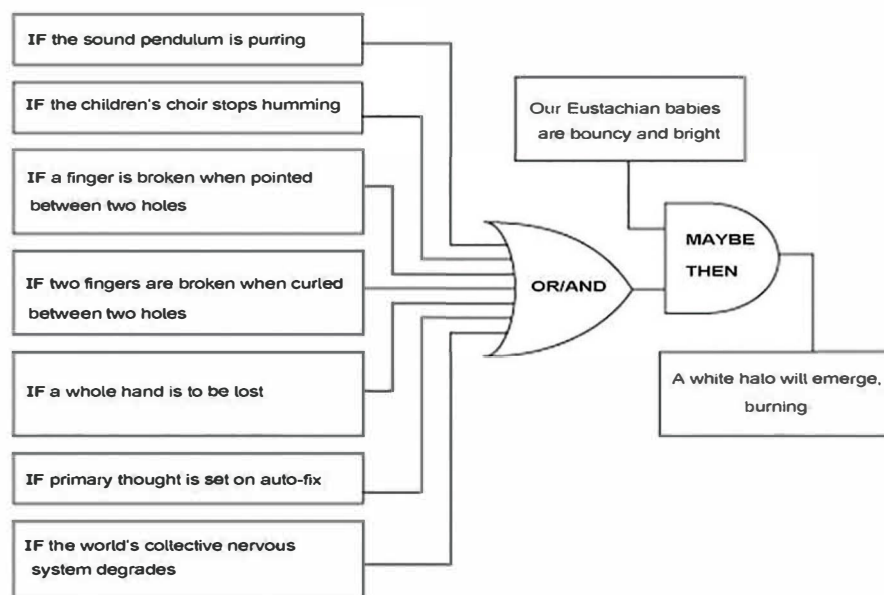 IF the sound pendulum is purring
IF the children's choir stops humming
IF a finger is broken when pointed
between two holes
IF two fingers are broken when curled
between two holes
IF a whole hand is to be lost
IF primary thought is set on auto-fix
IF the world's collective nervous
system degrades
OR/AND
Our Eustachian babies
are bouncy and bright
MAYBE
THEN
A white halo will emerge,
burning